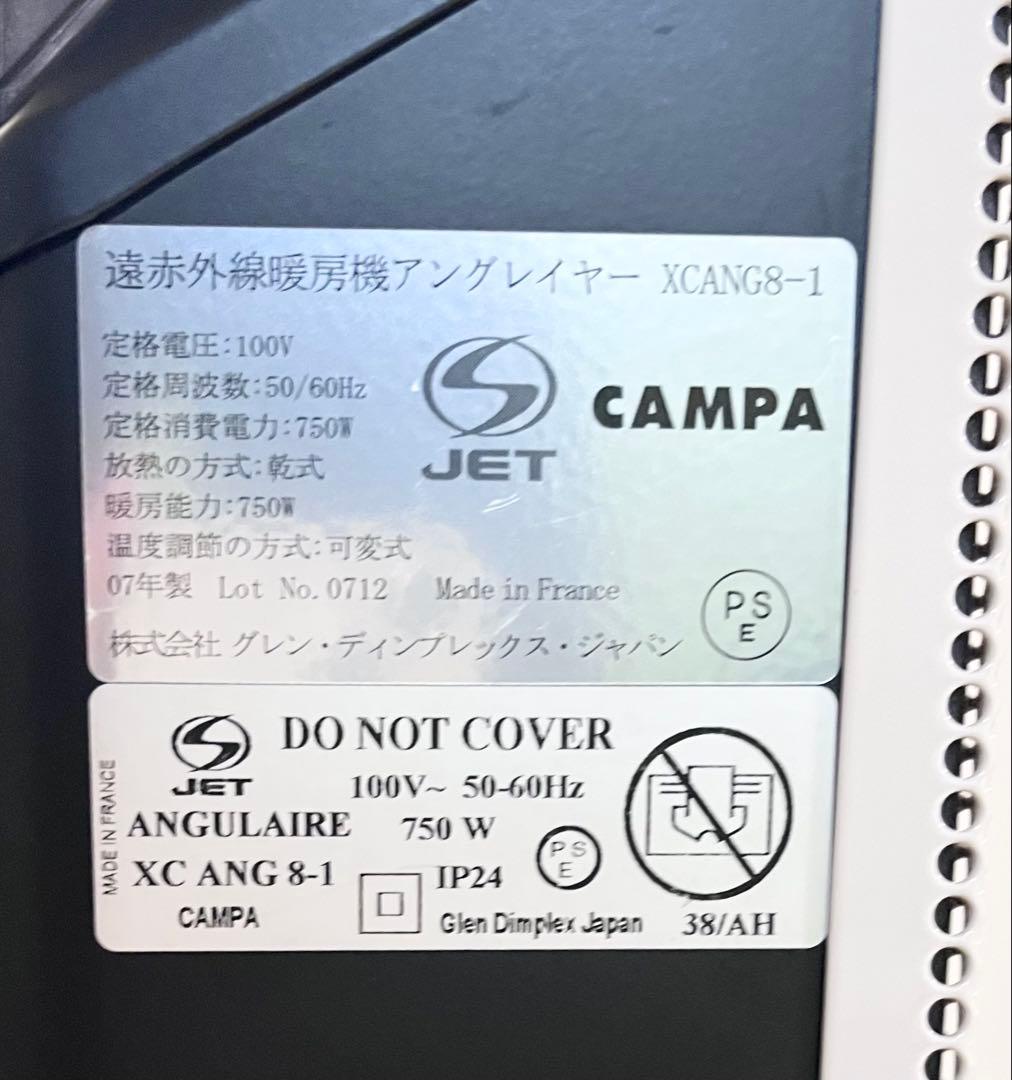 遠赤外線暖房機アングレイヤー XCANG8-1
定格電圧:100V
定格周波数:50/60Hz
定格消費電力:750W
放熱の方式:乾式
暖房能力:750W
温度調節の方式:可変式
JET
CAMPA
07年製 Lot No.0712 Made in France
株式会社 グレン・ディンプレックス・ジャパン
PS
E
MADE IN FRANCE
JET
DO NOT COVER
100V~ 50-60Hz
ANGULAIRE 750 W
XC ANG 8-1 IP24
PS
E
CAMPA
Glen Dimplex Japan 38/AH